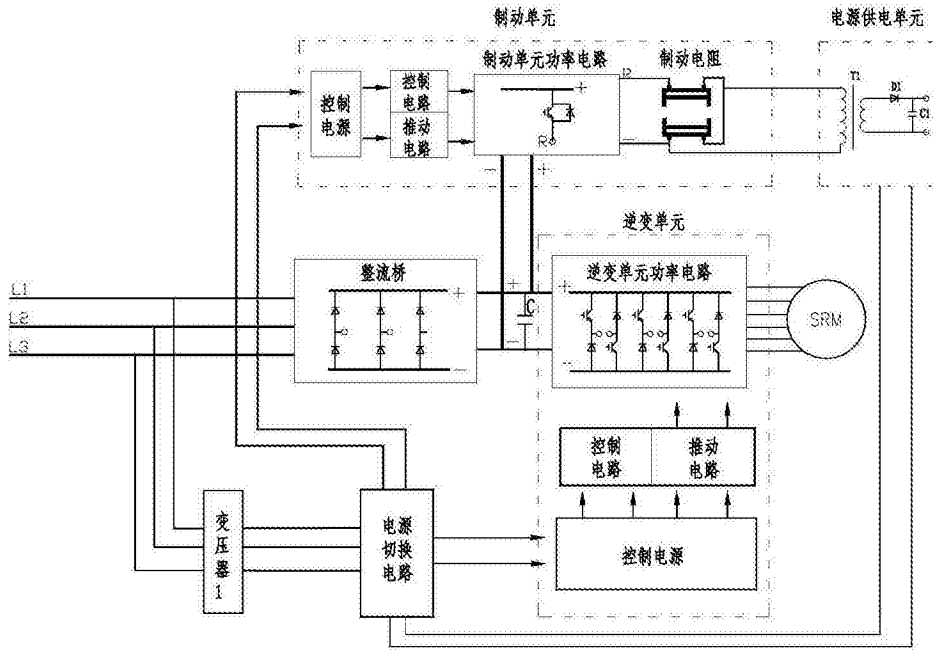 制动单元
电源供电单元
制动单元功率电路
制动电阻
控制
电源
控制
电路
推动
电路
+
R
−
T1
D1
C1
− +
逆变单元
整流桥
逆变单元功率电路
L1
L2
L3
+
−
+
C
−
+
−
SRM
控制
电路
推动
电路
变
压
器
1
电源
切换
电路
控制电源